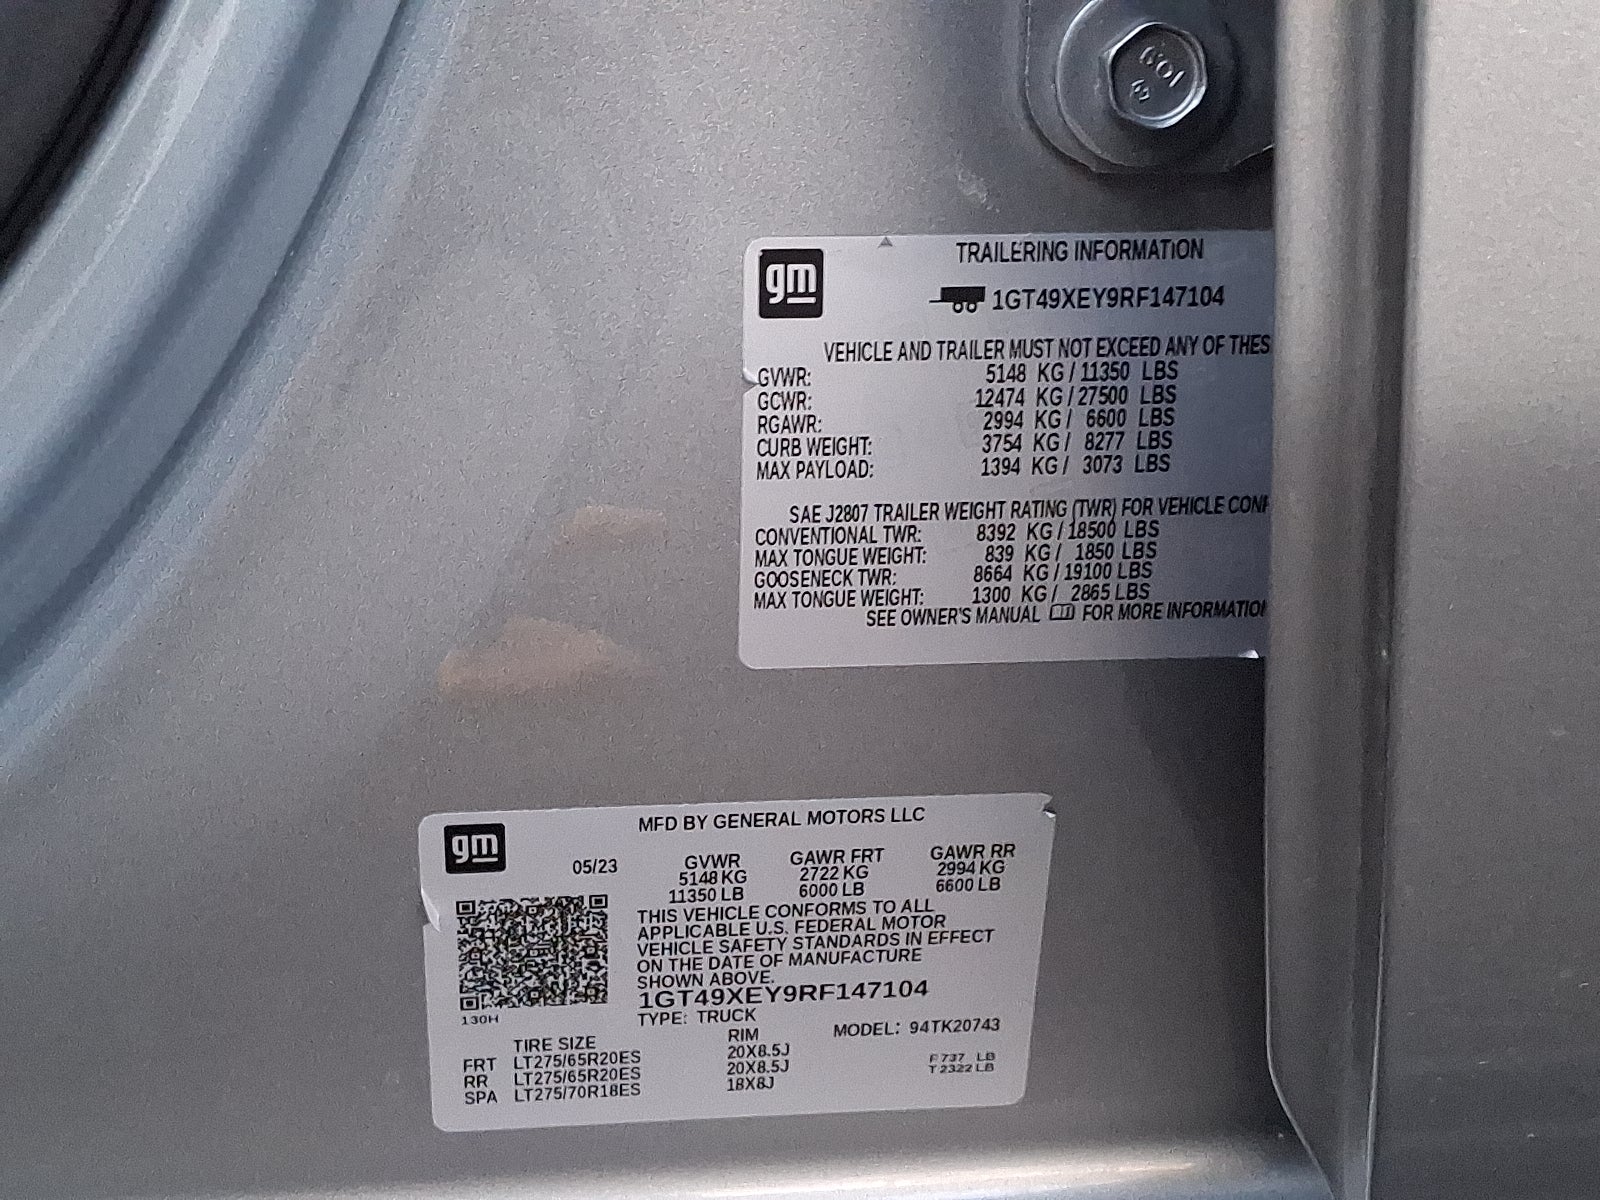 10.9
gm
TRAILERING INFORMATION
1GT49XEY9RF147104
VEHICLE AND TRAILER MUST NOT EXCEED ANY OF THES
GVWR: 5148 KG / 11350 LBS
GCWR: 12474 KG / 27500 LBS
RGAWR: 2994 KG / 6600 LBS
CURB WEIGHT: 3754 KG / 8277 LBS
MAX PAYLOAD: 1394 KG / 3073 LBS
SAE J2807 TRAILER WEIGHT RATING (TWR) FOR VEHICLE CONF
CONVENTIONAL TWR: 8392 KG / 18500 LBS
MAX TONGUE WEIGHT: 839 KG / 1850 LBS
GOOSENECK TWR: 8664 KG / 19100 LBS
MAX TONGUE WEIGHT: 1300 KG / 2865 LBS
SEE OWNER'S MANUAL FOR MORE INFORMATION
gm
MFD BY GENERAL MOTORS LLC
05/23 GVWR GAWR FRT GAWR RR
5148 KG 2722 KG 2994 KG
11350 LB 6000 LB 6600 LB
THIS VEHICLE CONFORMS TO ALL
APPLICABLE U.S. FEDERAL MOTOR
VEHICLE SAFETY STANDARDS IN EFFECT
ON THE DATE OF MANUFACTURE
SHOWN ABOVE.
1GT49XEY9RF147104
130H
TYPE: TRUCK MODEL: 94TK20743
TIRE SIZE RIM
FRT LT275/65R20ES 20X8.5J
RR LT275/65R20ES 20X8.5J
SPA LT275/70R18ES 18X8J
F 737 LB
T 2322 LB